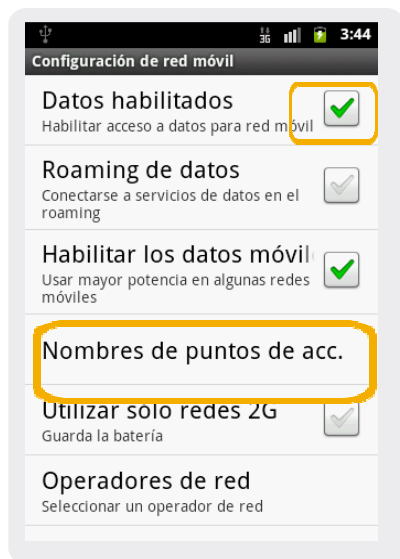 3G 3:44
Configuración de red móvil
Datos habilitados
Habilitar acceso a datos para red móvil
Roaming de datos
Conectarse a servicios de datos en el
roaming
Habilitar los datos móvil
Usar mayor potencia en algunas redes
móviles
Nombres de puntos de acc.
Utilizar sólo redes 2G
Guarda la batería
Operadores de red
Seleccionar un operador de red